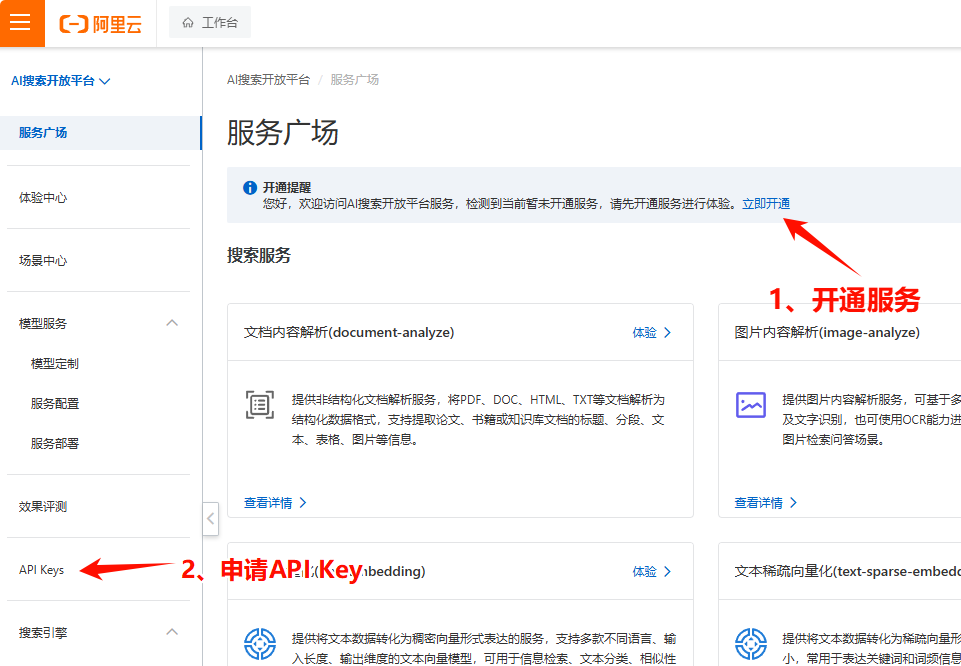 阿里云
工作台
AI搜索开放平台
服务广场
体验中心
场景中心
模型服务
模型定制
服务配置
服务部署
效果评测
API Keys
搜索引擎
AI搜索开放平台 / 服务广场
服务广场
开通提醒
您好，欢迎访问AI搜索开放平台服务，检测到当前暂未开通服务，请先开通服务进行体验。立即开通
1、开通服务
搜索服务
文档内容解析(document-analyze)
体验
提供非结构化文档解析服务，将PDF、DOC、HTML、TXT等文档解析为
结构化数据格式，支持提取论文、书籍或知识库文档的标题、分段、文
本、表格、图片等信息。
查看详情
图片内容解析(image-analyze)
提供图片内容解析服务，可基于多
及文字识别，也可使用OCR能力进
图片检索问答场景。
查看详情
2、申请API Key
bedding)
体验
提供将文本数据转化为稠密向量形式表达的服务，支持多款不同语言、输
入长度、输出维度的文本向量模型，可用于信息检索、文本分类、相似性
文本稀疏向量化(text-sparse-embedd
提供将文本数据转化为稀疏向量形
小，常用于表达关键词和词频信息